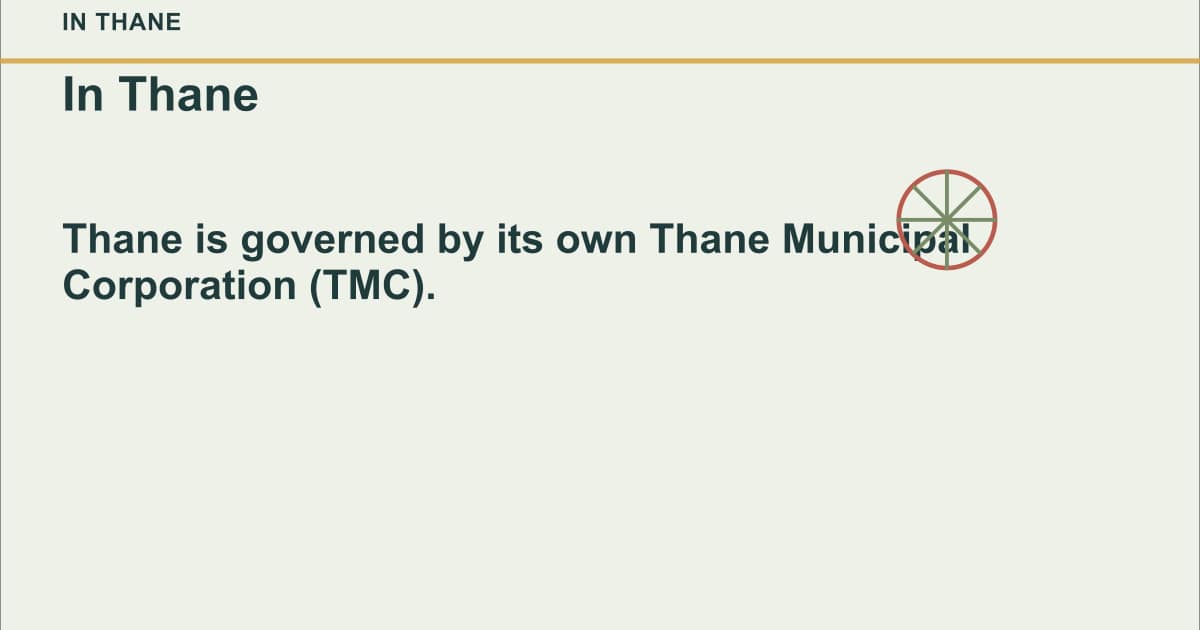 IN THANE
In Thane
Thane is governed by its own Thane Municipal
Corporation (TMC).